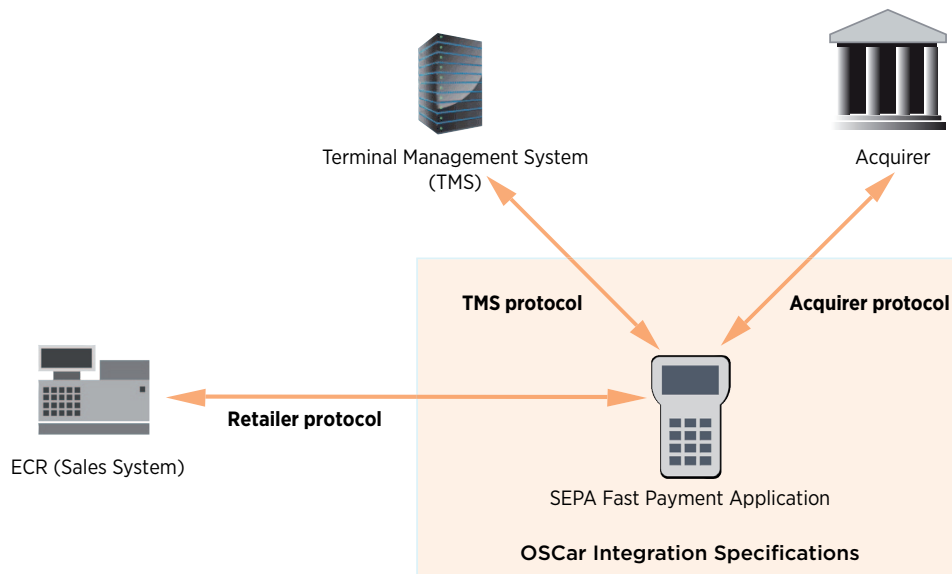 Terminal Management System
(TMS)
Acquirer
TMS protocol
Acquirer protocol
Retailer protocol
ECR (Sales System)
SEPA Fast Payment Application
OSCar Integration Specifications